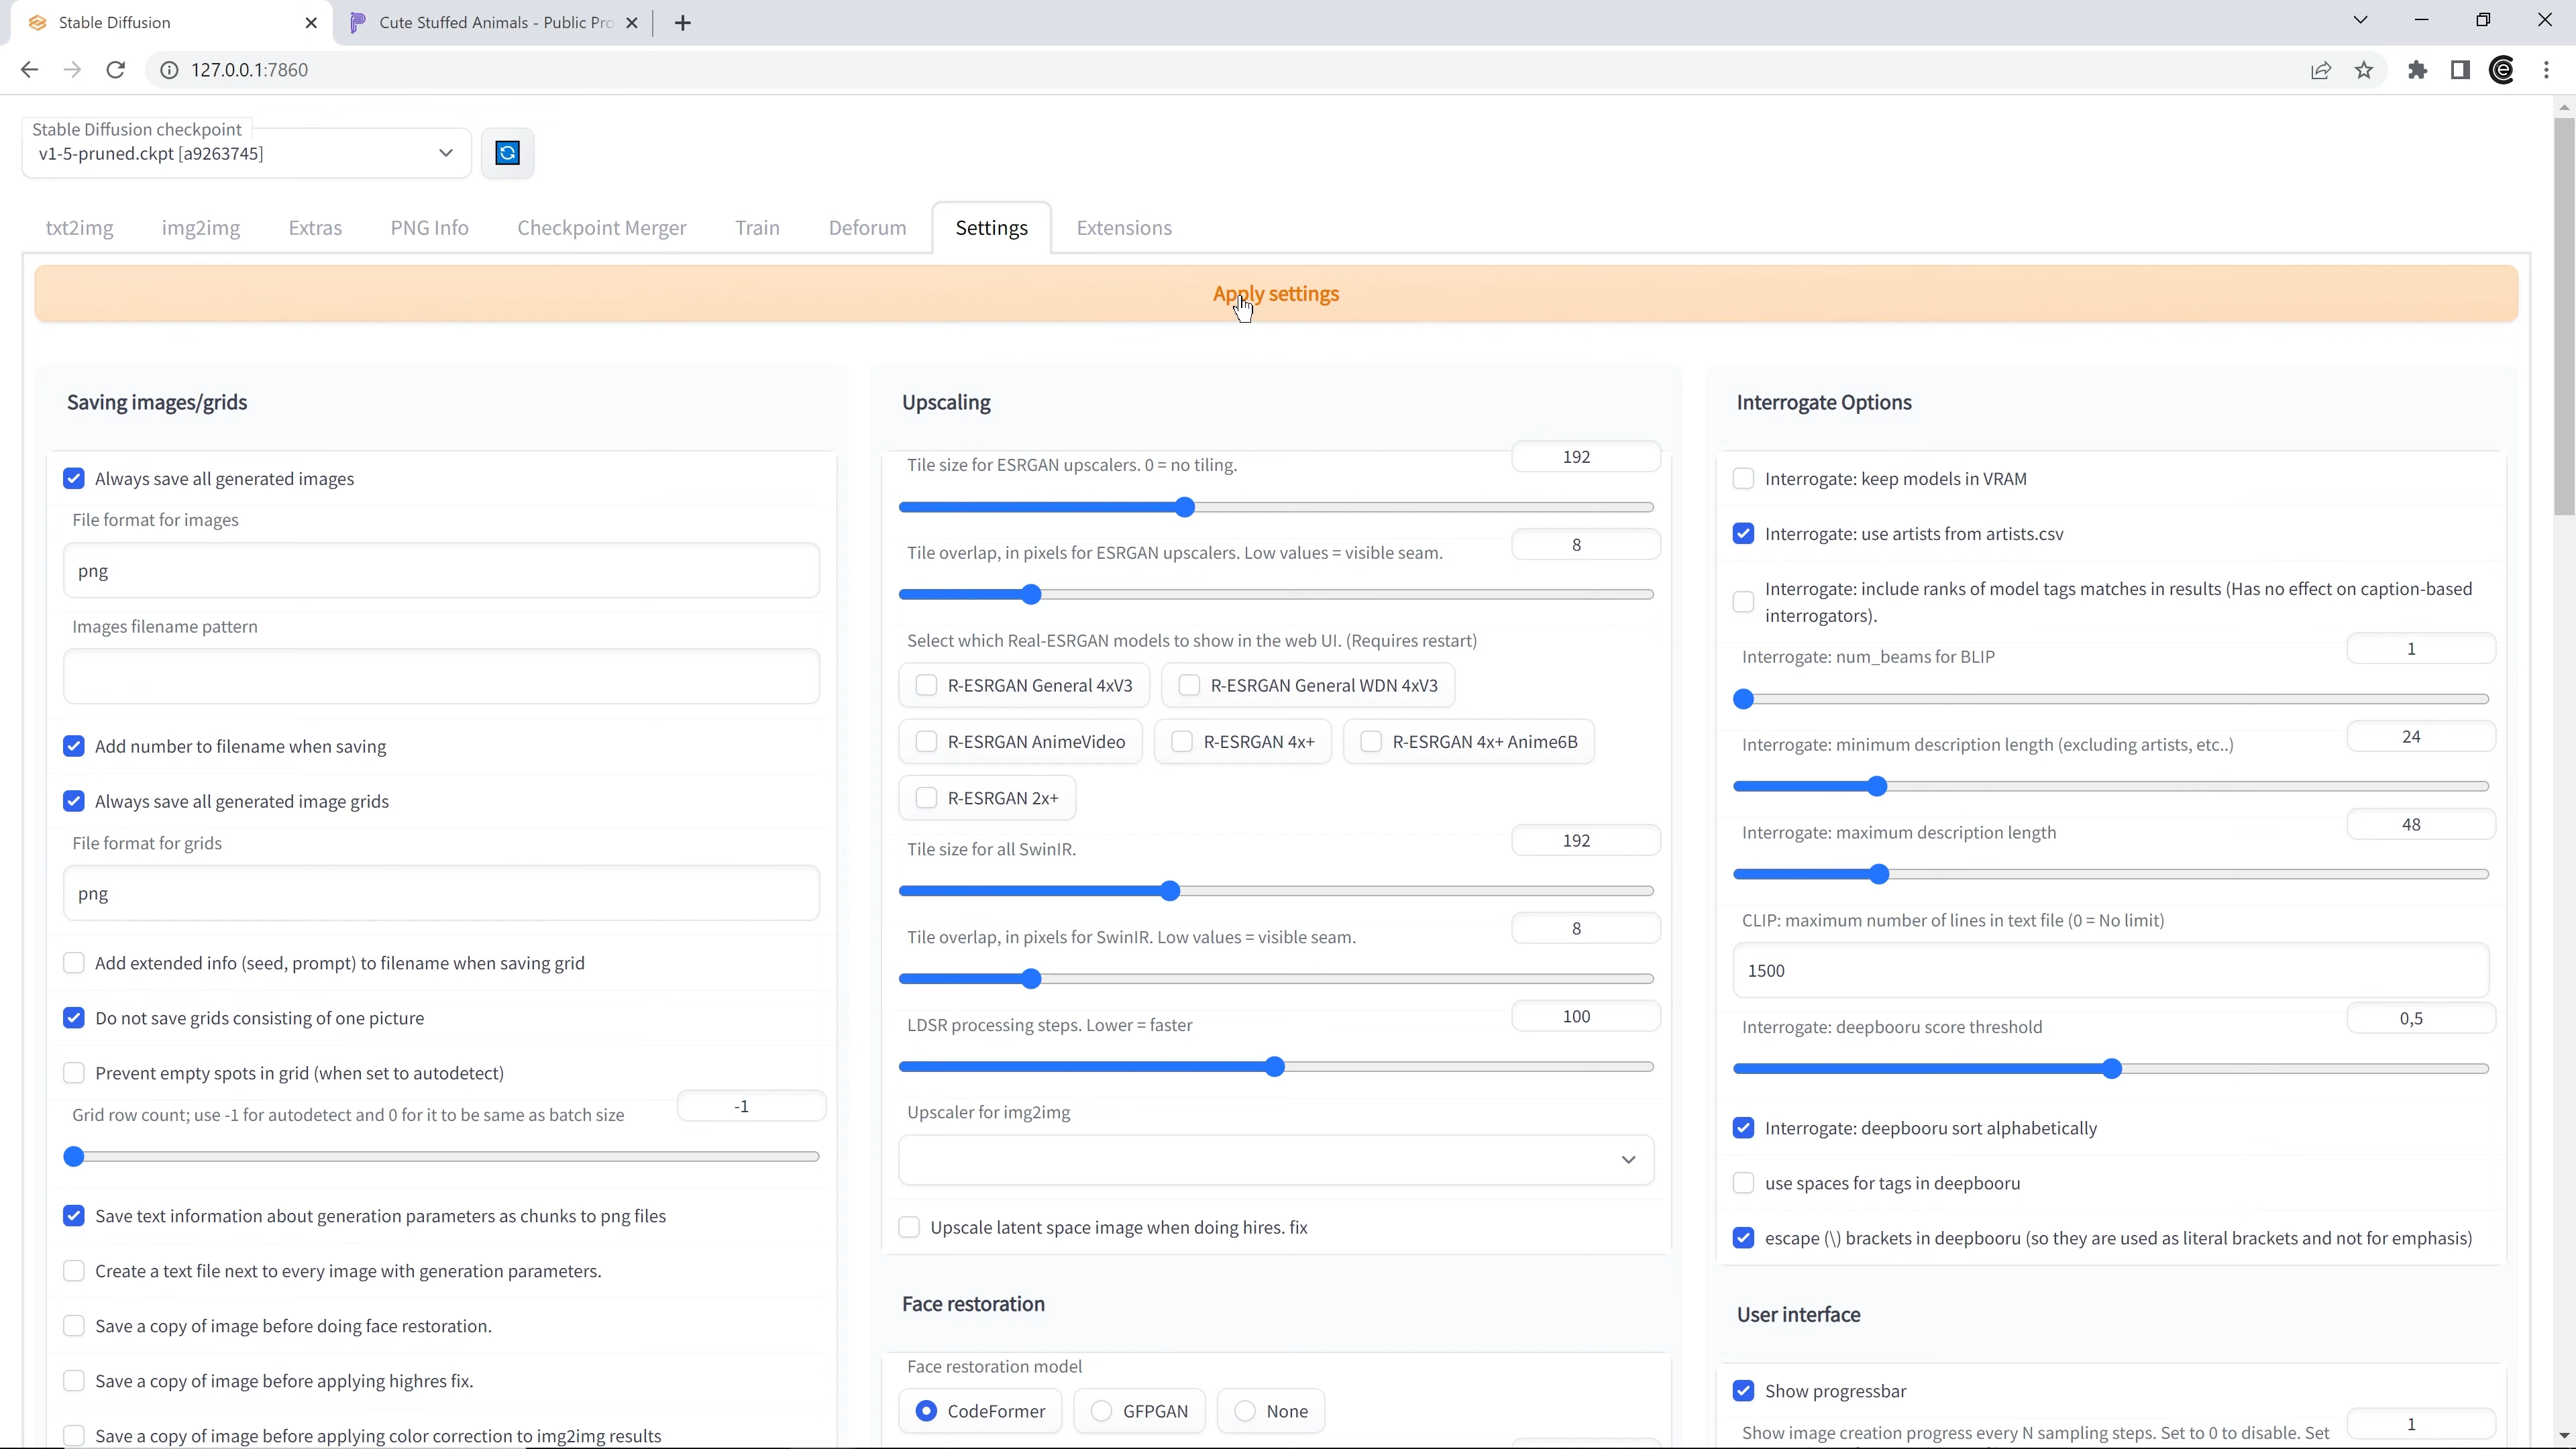 Stable Diffusion
Cute Stuffed Animals - Public Pro
127.0.0.1:7860
Stable Diffusion checkpoint
v1-5-pruned.ckpt [a9263745]
txt2img
img2img
Extras
PNG Info
Checkpoint Merger
Train
Deforum
Settings
Extensions
Apply settings
Saving images/grids
Always save all generated images
File format for images
png
Images filename pattern
Add number to filename when saving
Always save all generated image grids
File format for grids
png
Add extended info (seed, prompt) to filename when saving grid
Do not save grids consisting of one picture
Prevent empty spots in grid (when set to autodetect)
Grid row count; use -1 for autodetect and 0 for it to be same as batch size
-1
Save text information about generation parameters as chunks to png files
Create a text file next to every image with generation parameters.
Save a copy of image before doing face restoration.
Save a copy of image before applying highres fix.
Save a copy of image before applying color correction to img2img results
Upscaling
Tile size for ESRGAN upscalers. 0 = no tiling.
192
Tile overlap, in pixels for ESRGAN upscalers. Low values = visible seam.
8
Select which Real-ESRGAN models to show in the web UI. (Requires restart)
R-ESRGAN General 4xV3
R-ESRGAN General WDN 4xV3
R-ESRGAN AnimeVideo
R-ESRGAN 4x+
R-ESRGAN 4x+ Anime6B
R-ESRGAN 2x+
Tile size for all SwinIR.
192
Tile overlap, in pixels for SwinIR. Low values = visible seam.
8
LDSR processing steps. Lower = faster
100
Upscaler for img2img
Upscale latent space image when doing hires. fix
Face restoration
Face restoration model
CodeFormer
GFPGAN
None
Interrogate Options
Interrogate: keep models in VRAM
Interrogate: use artists from artists.csv
Interrogate: include ranks of model tags matches in results (Has no effect on caption-based
interrogators).
Interrogate: num_beams for BLIP
1
Interrogate: minimum description length (excluding artists, etc..)
24
Interrogate: maximum description length
48
CLIP: maximum number of lines in text file (0 = No limit)
1500
Interrogate: deepbooru score threshold
0,5
Interrogate: deepbooru sort alphabetically
use spaces for tags in deepbooru
escape (\) brackets in deepbooru (so they are used as literal brackets and not for emphasis)
User interface
Show progressbar
Show image creation progress every N sampling steps. Set to 0 to disable. Set
1